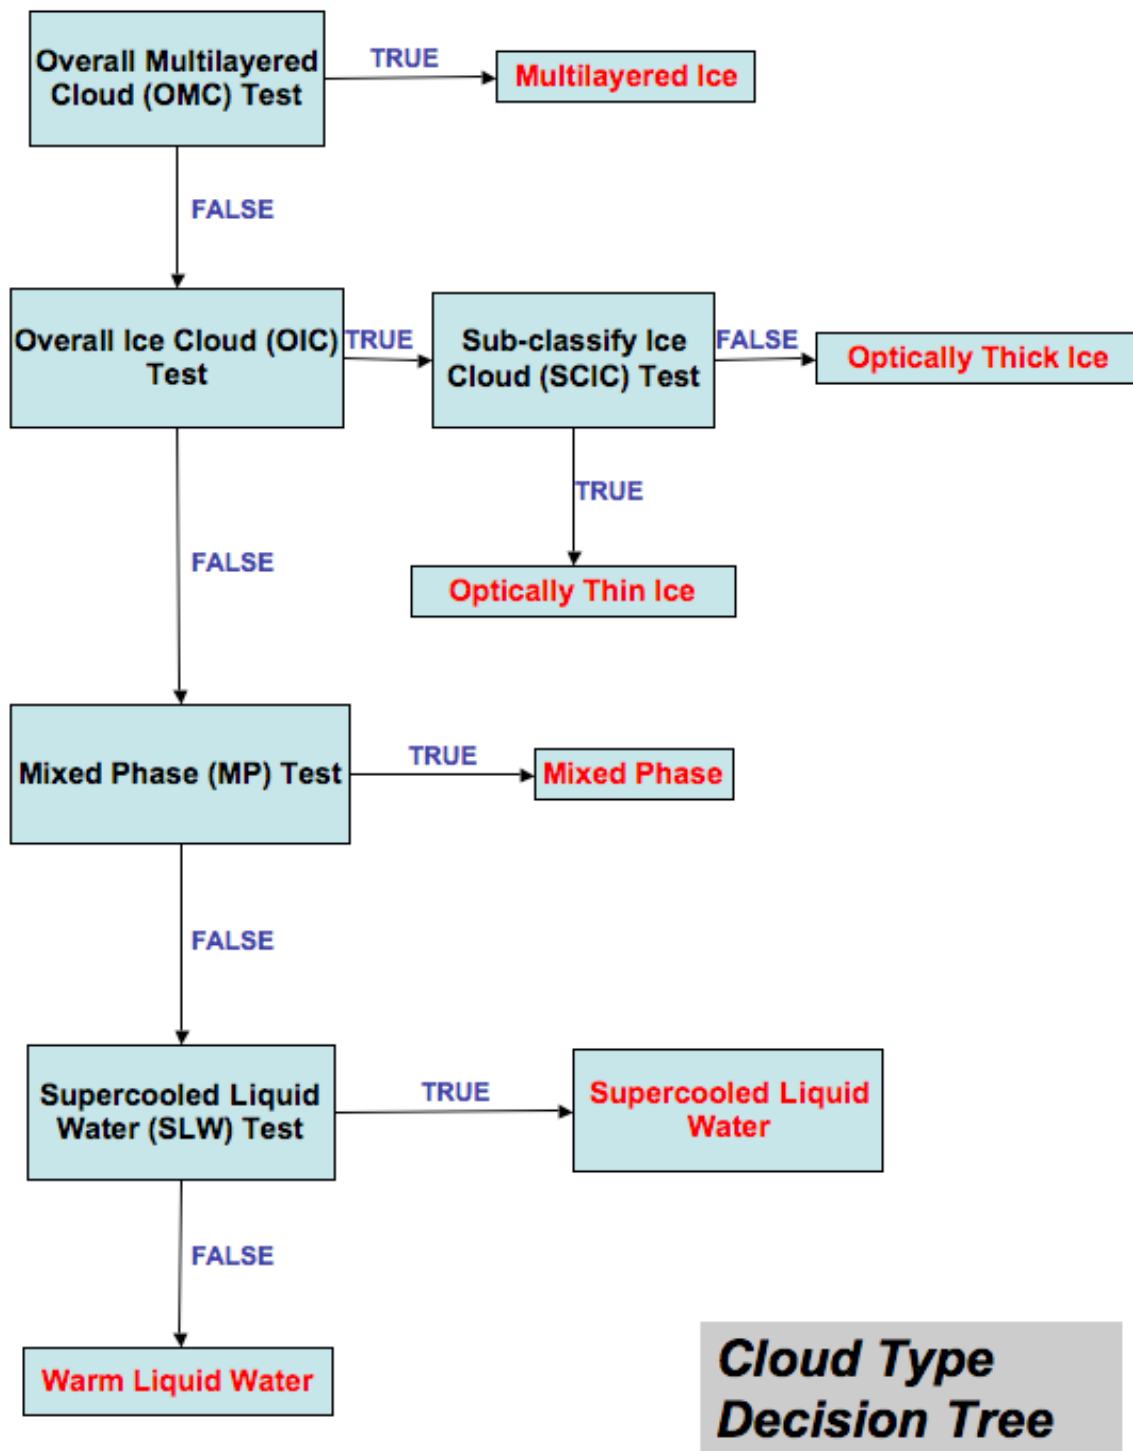 Overall Multilayered
Cloud (OMC) Test
TRUE
Multilayered Ice
FALSE
Overall Ice Cloud (OIC)
Test
TRUE
Sub-classify Ice
Cloud (SCIC) Test
FALSE
Optically Thick Ice
TRUE
Optically Thin Ice
FALSE
Mixed Phase (MP) Test
TRUE
Mixed Phase
FALSE
Supercooled Liquid
Water (SLW) Test
TRUE
Supercooled Liquid
Water
FALSE
Warm Liquid Water
Cloud Type
Decision Tree